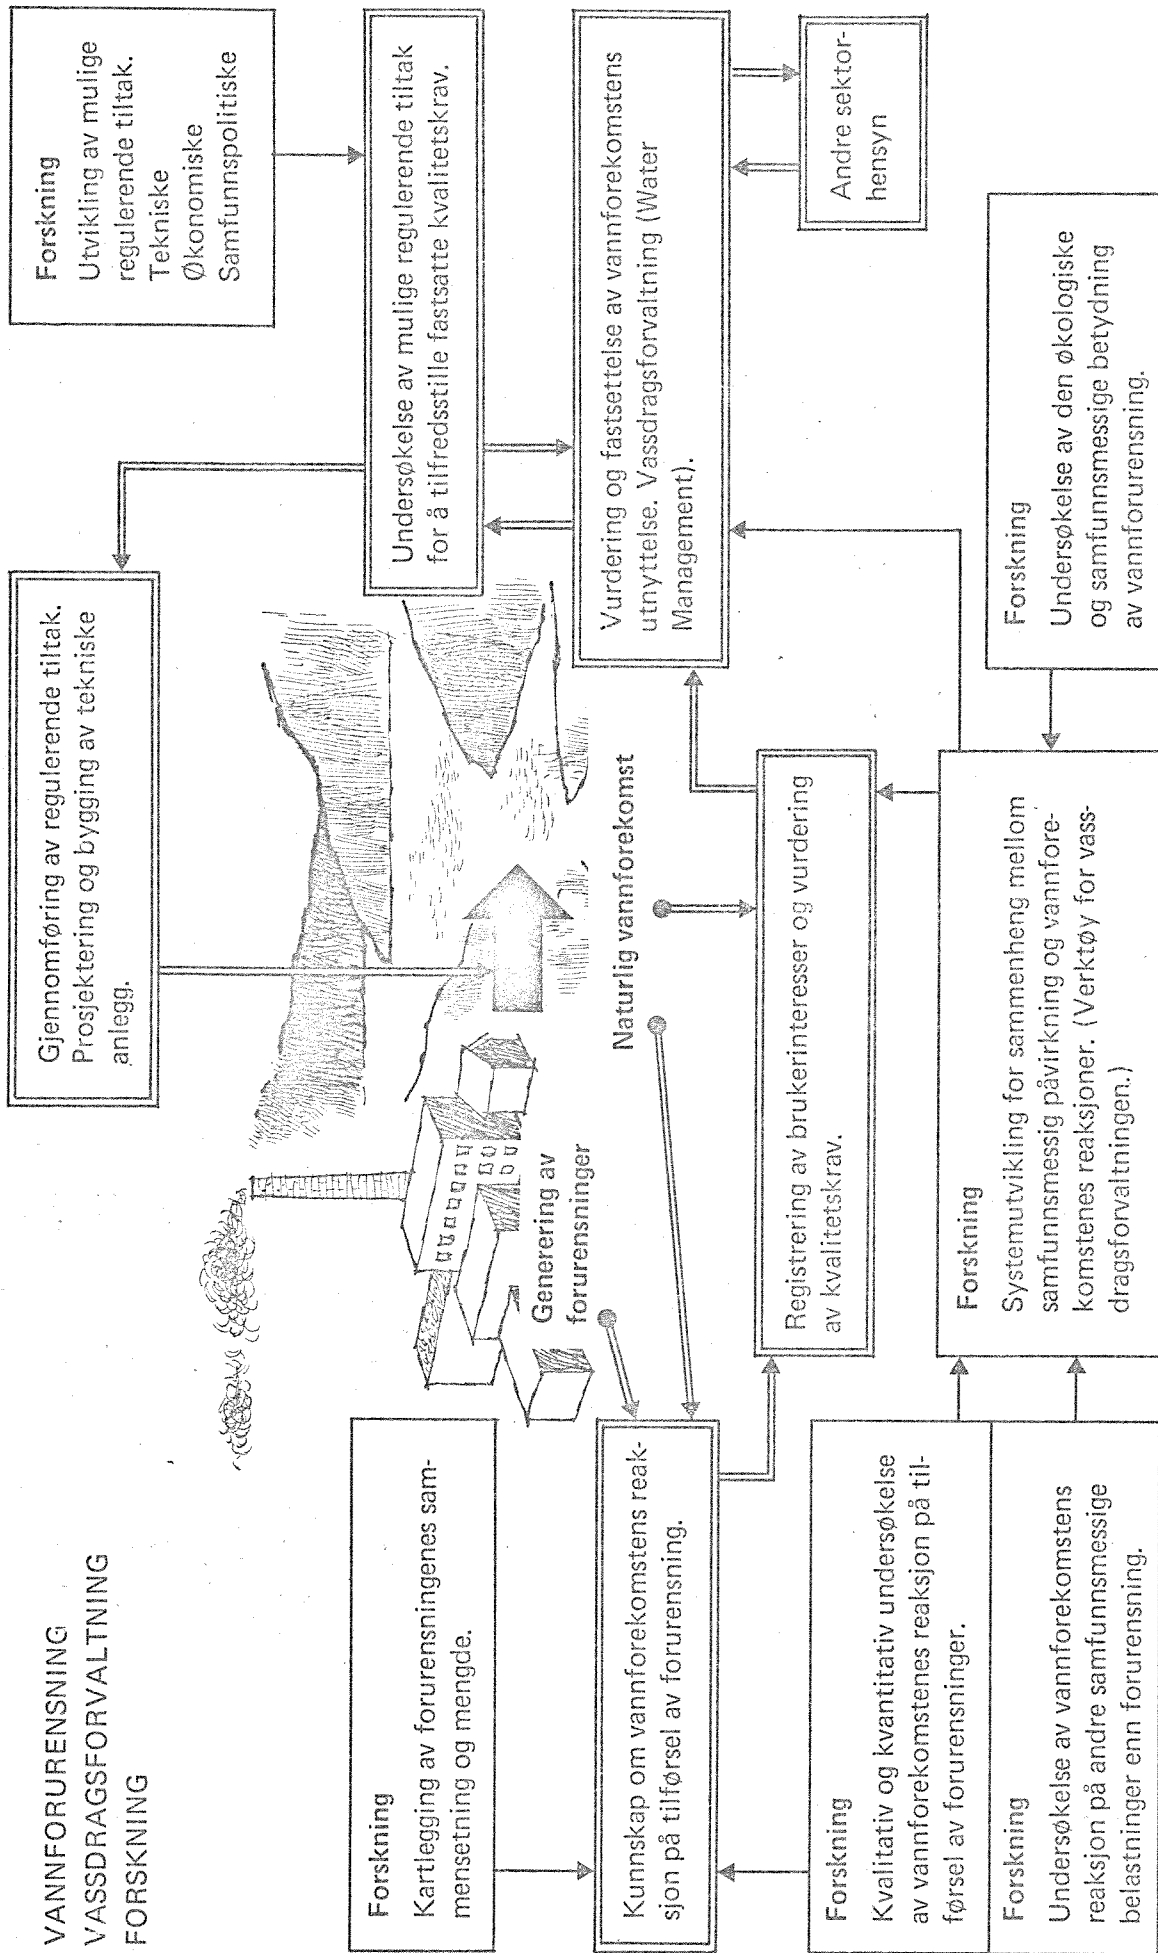 VANNFORURENSNING
VASSDRAGSFORVALTNING
FORSKNING
Gjennomføring av regulerende tiltak.
Prosjektering og bygging av tekniske
anlegg.
Forskning
Utvikling av mulige
regulerende tiltak.
Tekniske
Økonomiske
Samfunnspolitiske
Forskning
Kartlegging av forurensningenes sam-
mensetning og mengde.
Generering av
forurensninger
Undersøkelse av mulige regulerende tiltak
for å tilfredsstille fastsatte kvalitetskrav.
Kunnskap om vannforekomstens reak-
sjon på tilførsel av forurensning.
Naturlig vannforekomst
Vurdering og fastsettelse av vannforekomstens
utnyttelse. Vassdragsforvaltning (Water
Management).
Registrering av brukerinteresser og vurdering
av kvalitetskrav.
Andre sektor-
hensyn
Forskning
Kvalitativ og kvantitativ undersøkelse
av vannforekomstenes reaksjon på til-
førsel av forurensninger.
Forskning
Undersøkelse av vannforekomstens
reaksjon på andre samfunnsmessige
belastninger enn forurensning.
Forskning
Systemutvikling for sammenheng mellom
samfunnsmessig påvirkning og vannfore-
komstenes reaksjoner. (Verktøy for vass-
dragsforvaltningen.)
Forskning
Undersøkelse av den økologiske
og samfunnsmessige betydning
av vannforurensning.